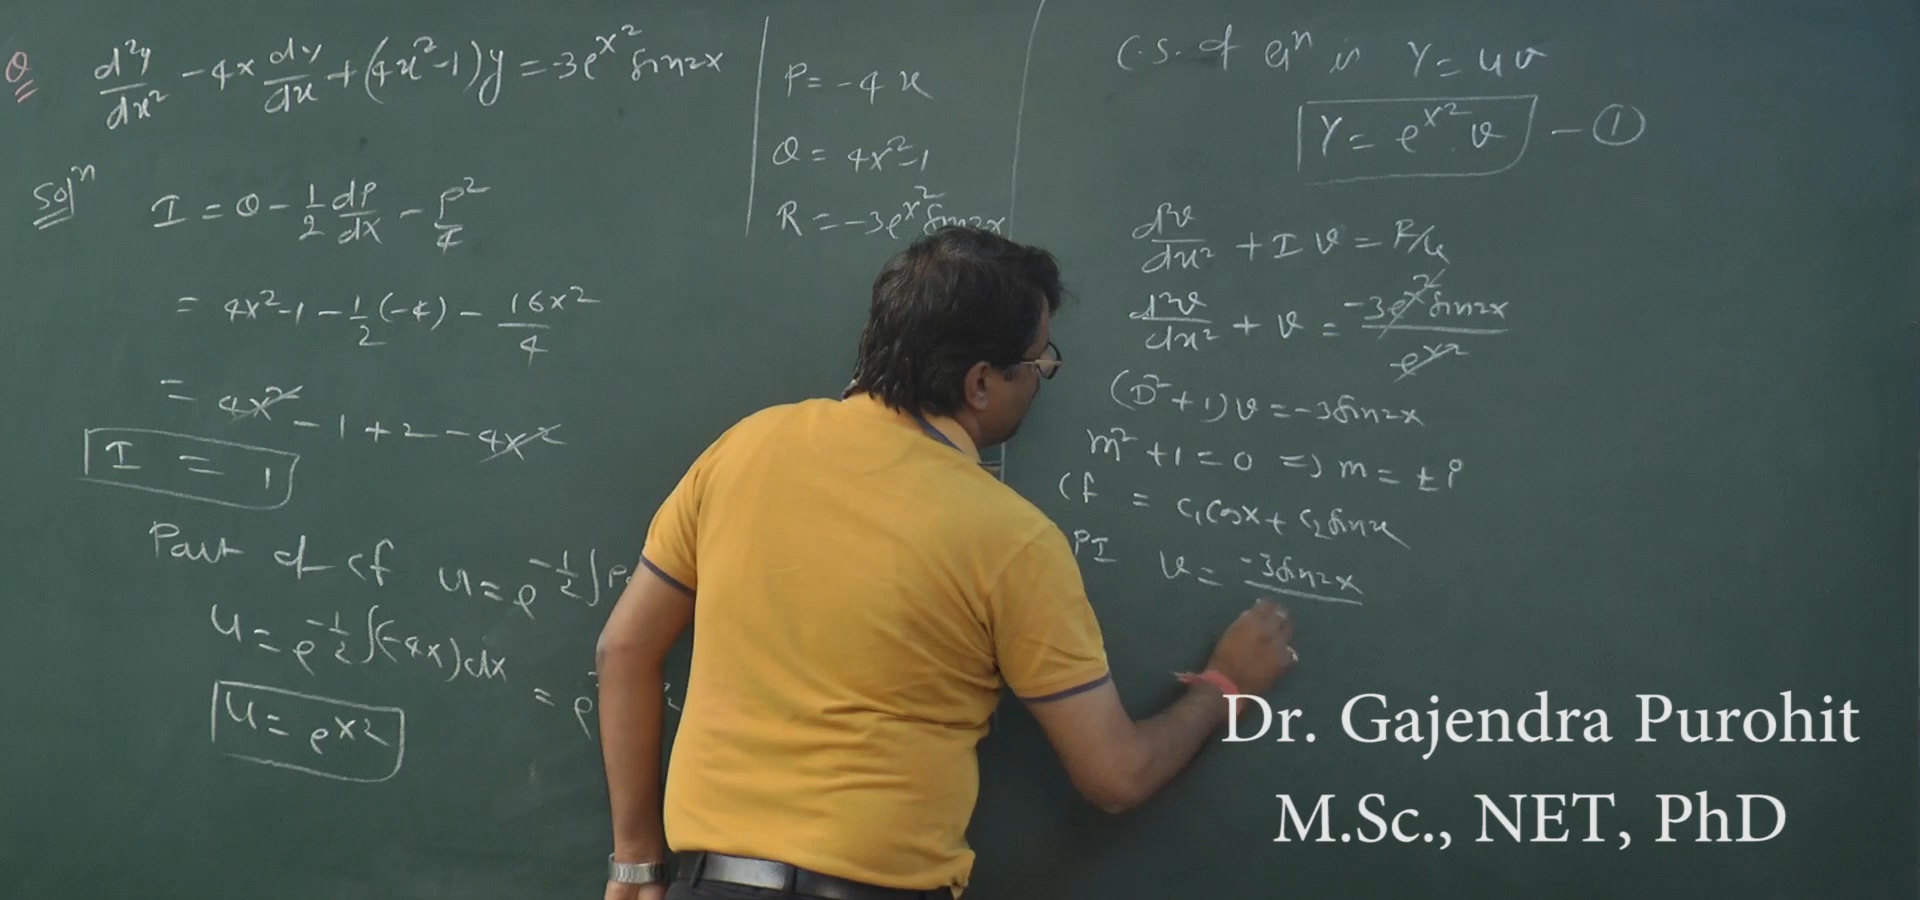 Q d²y/dx² - 4x dy/dx + (4x²-1)y = -3e^x² sin2x
Solⁿ I = Q - 1/2 dP/dx - P²/4
= 4x²-1 - 1/2(-4) - 16x²/4
= 4x² - 1 + 2 - 4x²
I = 1
Part of cf u = e^-1/2∫P
u = e^-1/2∫(-4x)dx = e
u = e^x²
P = -4x
Q = 4x²-1
R = -3e^x² sin2x
C.S. of eqⁿ is Y = uv
Y = e^x² v - ①
d²v/dx² + I v = R/u
d²v/dx² + v = -3e^x² sin2x / e^x²
(D²+1)v = -3sin2x
m²+1 = 0 => m = ±i
Cf = c₁cosx + c₂sinx
PI v = -3sin2x
Dr. Gajendra Purohit
M.Sc., NET, PhD